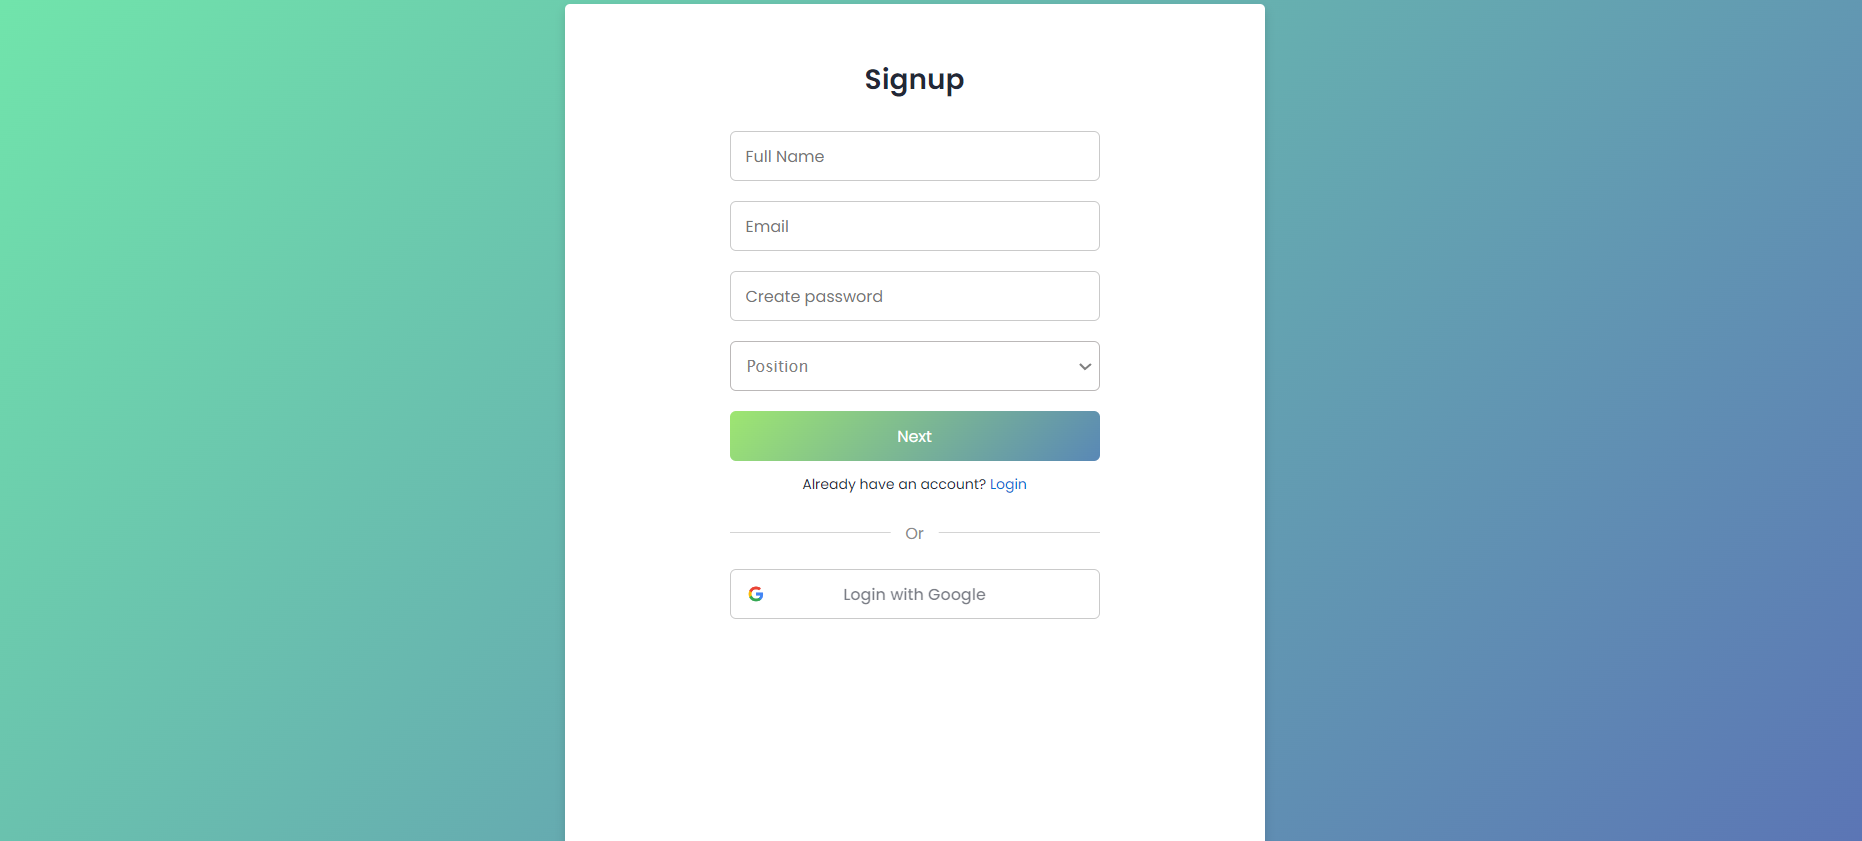 Signup
Full Name
Email
Create password
Position
Next
Already have an account? Login
Or
Login with Google